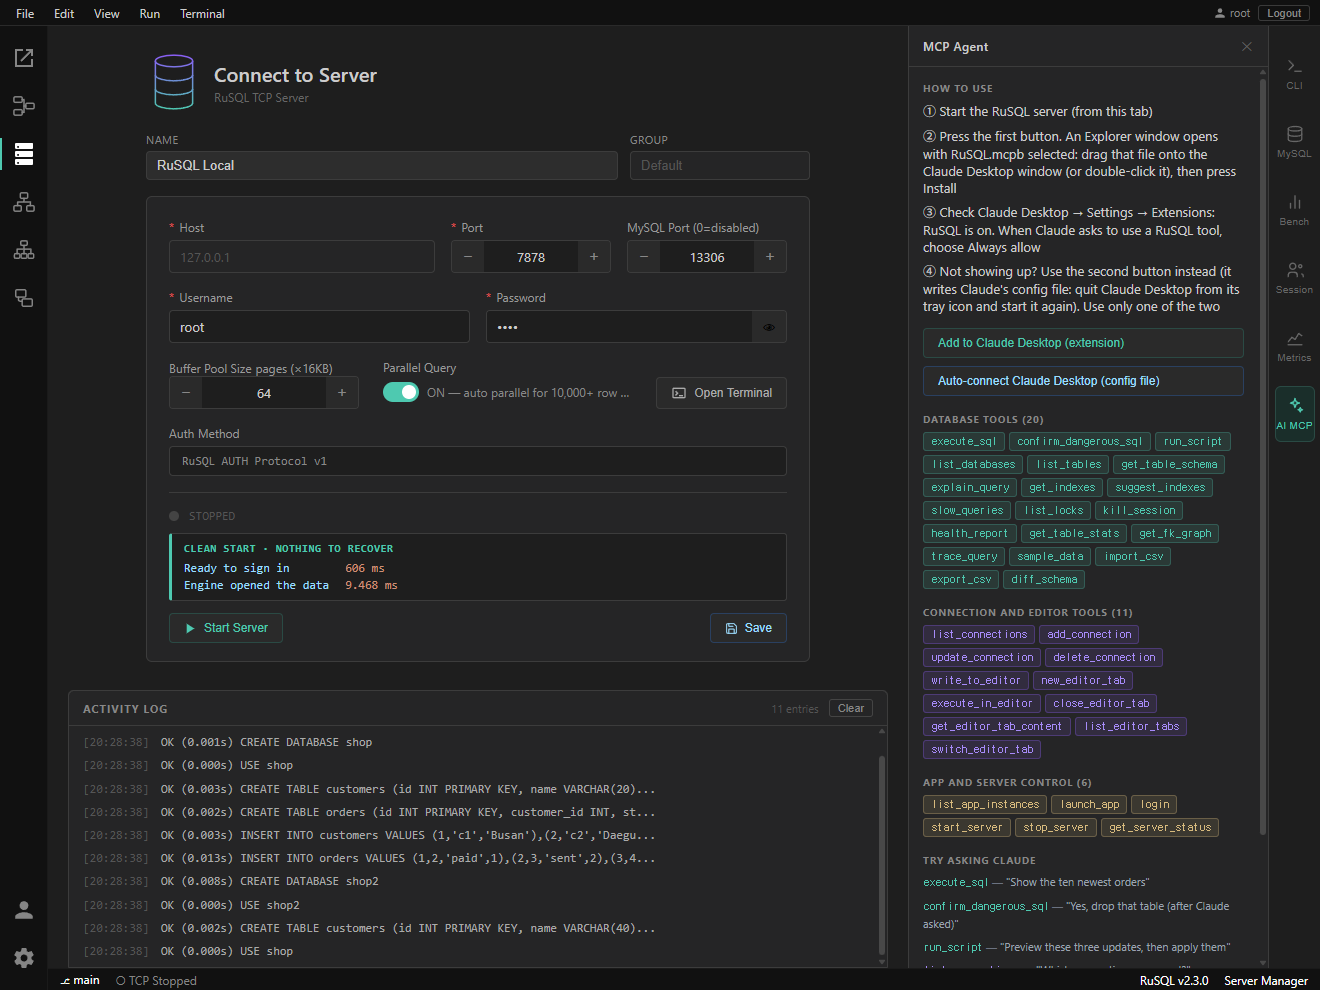 File Edit View Run Terminal
root Logout
Connect to Server
RuSQL TCP Server
NAME
RuSQL Local
GROUP
Default
* Host
127.0.0.1
* Port
− 7878 +
MySQL Port (0=disabled)
− 13306 +
* Username
root
* Password
••••
Buffer Pool Size pages (×16KB)
− 64 +
Parallel Query
ON — auto parallel for 10,000+ row ...
Open Terminal
Auth Method
RuSQL AUTH Protocol v1
STOPPED
CLEAN START · NOTHING TO RECOVER
Ready to sign in 606 ms
Engine opened the data 9.468 ms
Start Server
Save
ACTIVITY LOG
11 entries
Clear
[20:28:38] OK (0.001s) CREATE DATABASE shop
[20:28:38] OK (0.000s) USE shop
[20:28:38] OK (0.003s) CREATE TABLE customers (id INT PRIMARY KEY, name VARCHAR(20)...
[20:28:38] OK (0.002s) CREATE TABLE orders (id INT PRIMARY KEY, customer_id INT, st...
[20:28:38] OK (0.003s) INSERT INTO customers VALUES (1,'c1','Busan'),(2,'c2','Daegu...
[20:28:38] OK (0.013s) INSERT INTO orders VALUES (1,2,'paid',1),(2,3,'sent',2),(3,4...
[20:28:38] OK (0.008s) CREATE DATABASE shop2
[20:28:38] OK (0.000s) USE shop2
[20:28:38] OK (0.002s) CREATE TABLE customers (id INT PRIMARY KEY, name VARCHAR(40)...
[20:28:38] OK (0.000s) USE shop
MCP Agent
HOW TO USE
① Start the RuSQL server (from this tab)
② Press the first button. An Explorer window opens
with RuSQL.mcpb selected: drag that file onto the
Claude Desktop window (or double-click it), then press
Install
③ Check Claude Desktop → Settings → Extensions:
RuSQL is on. When Claude asks to use a RuSQL tool,
choose Always allow
④ Not showing up? Use the second button instead (it
writes Claude's config file: quit Claude Desktop from its
tray icon and start it again). Use only one of the two
Add to Claude Desktop (extension)
Auto-connect Claude Desktop (config file)
DATABASE TOOLS (20)
execute_sql confirm_dangerous_sql run_script
list_databases list_tables get_table_schema
explain_query get_indexes suggest_indexes
slow_queries list_locks kill_session
health_report get_table_stats get_fk_graph
trace_query sample_data import_csv
export_csv diff_schema
CONNECTION AND EDITOR TOOLS (11)
list_connections add_connection
update_connection delete_connection
write_to_editor new_editor_tab
execute_in_editor close_editor_tab
get_editor_tab_content list_editor_tabs
switch_editor_tab
APP AND SERVER CONTROL (6)
list_app_instances launch_app login
start_server stop_server get_server_status
TRY ASKING CLAUDE
execute_sql — "Show the ten newest orders"
confirm_dangerous_sql — "Yes, drop that table (after Claude
asked)"
run_script — "Preview these three updates, then apply them"
CLI
MySQL
Bench
Session
Metrics
AI MCP
main TCP Stopped
RuSQL v2.3.0 Server Manager